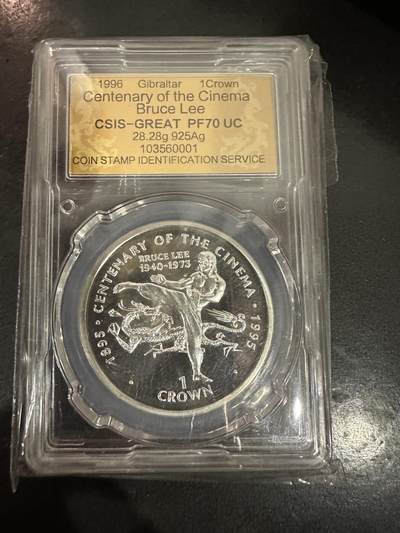 1996 Gibraltar 1Crown
Centenary of the Cinema
Bruce Lee
CSIS-GREAT PF70 UC
28.28g 925Ag
103560001
COIN STAMP IDENTIFICATION SERVICE
1895 · CENTENARY OF THE CINEMA · 1995
BRUCE LEE
1940-1973
1
CROWN